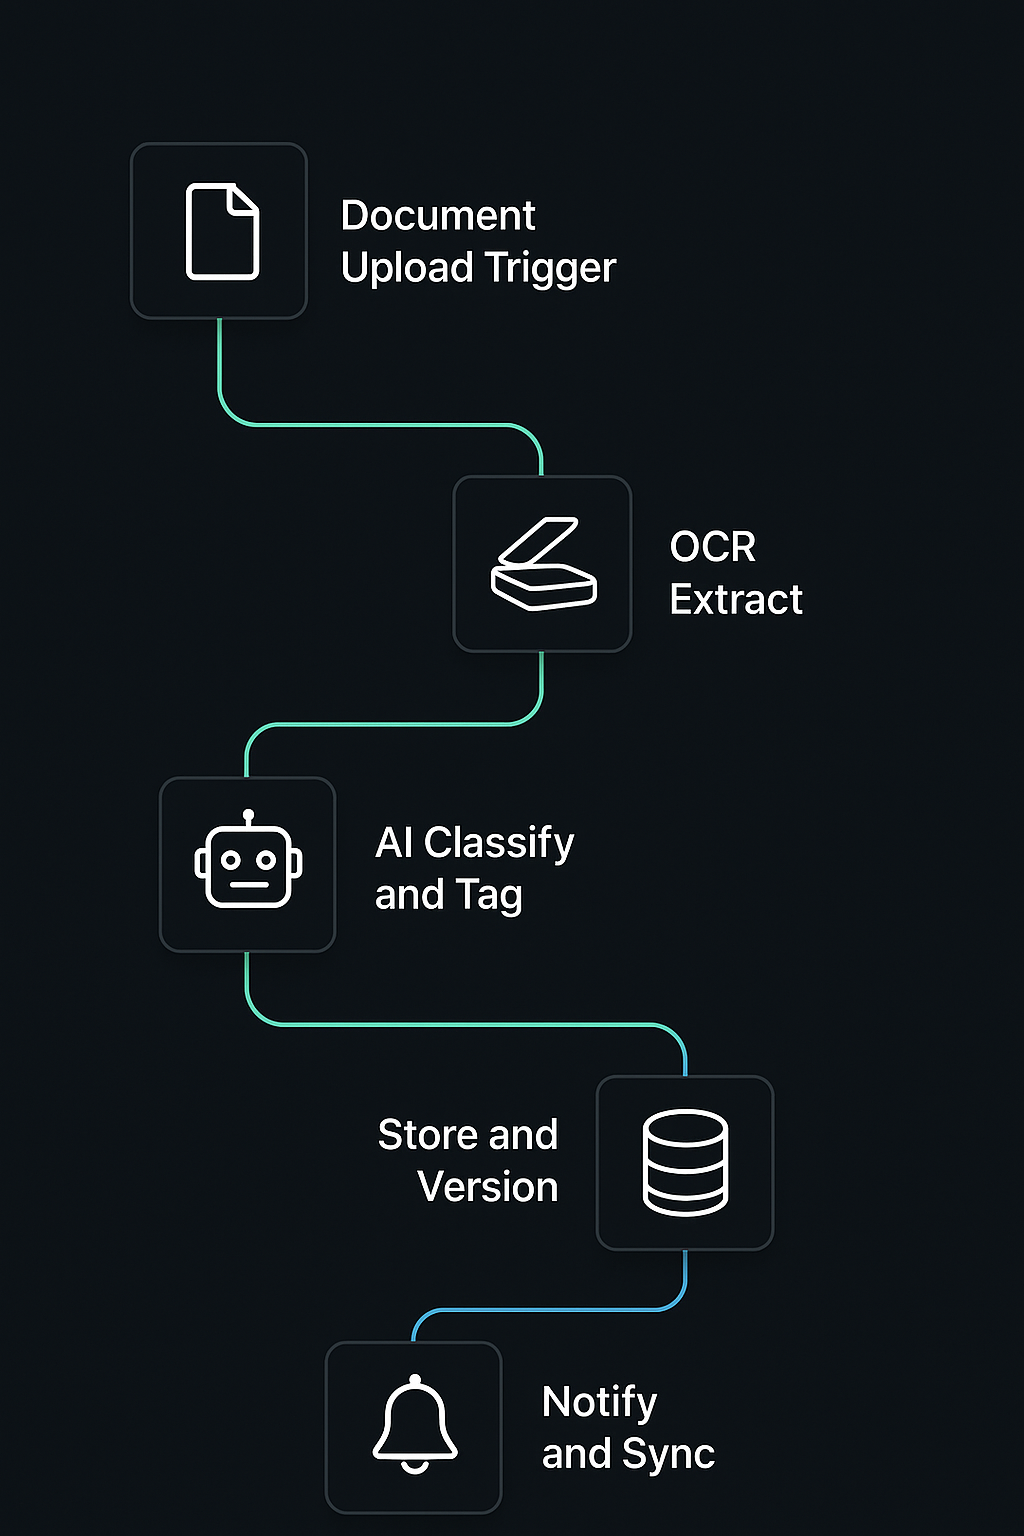 Document
Upload Trigger
OCR
Extract
AI Classify
and Tag
Store and
Version
Notify
and Sync